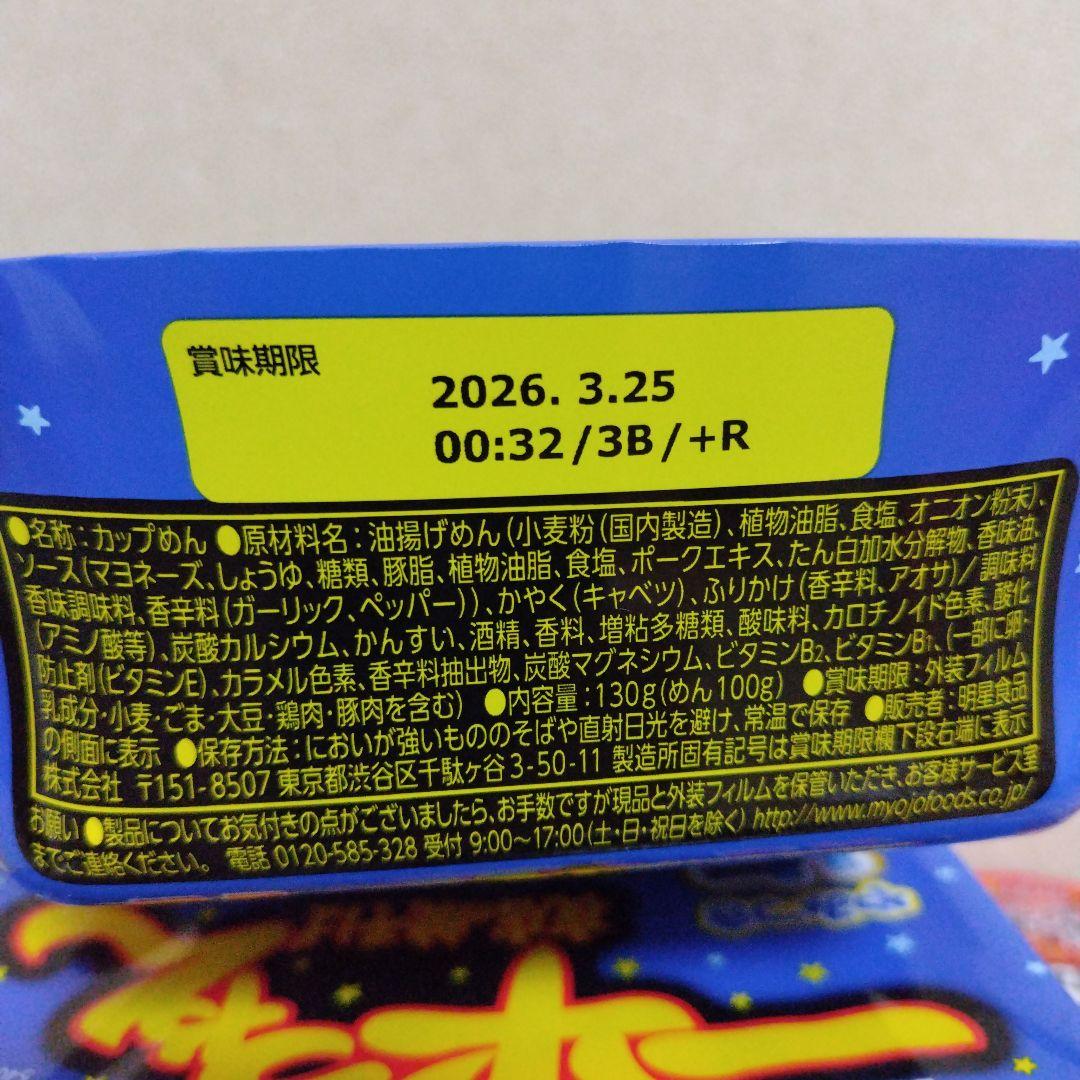 賞味期限
2026. 3.25
00:32/3B/+R
●名称:カップめん ●原材料名:油揚げめん(小麦粉(国内製造)、植物油脂、食塩、オニオン粉末)、
ソース(マヨネーズ、しょうゆ、糖類、豚脂、植物油脂、食塩、ポークエキス、たん白加水分解物、香味油、
香味調味料、香辛料(ガーリック、ペッパー))、かやく(キャベツ)、ふりかけ(香辛料、アオサ)/調味料
(アミノ酸等)、炭酸カルシウム、かんすい、酒精、香料、増粘多糖類、酸味料、カロチノイド色素、酸化
防止剤(ビタミンE)、カラメル色素、香辛料抽出物、炭酸マグネシウム、ビタミンB2、ビタミンB1、(一部に卵・
乳成分・小麦・ごま・大豆・鶏肉・豚肉を含む) ●内容量:130g(めん100g) ●賞味期限:外装フィルム
の側面に表示 ●保存方法:においが強いもののそばや直射日光を避け、常温で保存 ●販売者:明星食品
株式会社 〒151-8507 東京都渋谷区千駄ヶ谷3-50-11 製造所固有記号は賞味期限欄下段右端に表示
お願い ●製品についてお気付きの点がございましたら、お手数ですが現品と外装フィルムを保管いただき、お客様サービス室
までご連絡ください。 電話 0120-585-328 受付 9:00〜17:00(土・日・祝日を除く) http://www.myojofoods.co.jp/